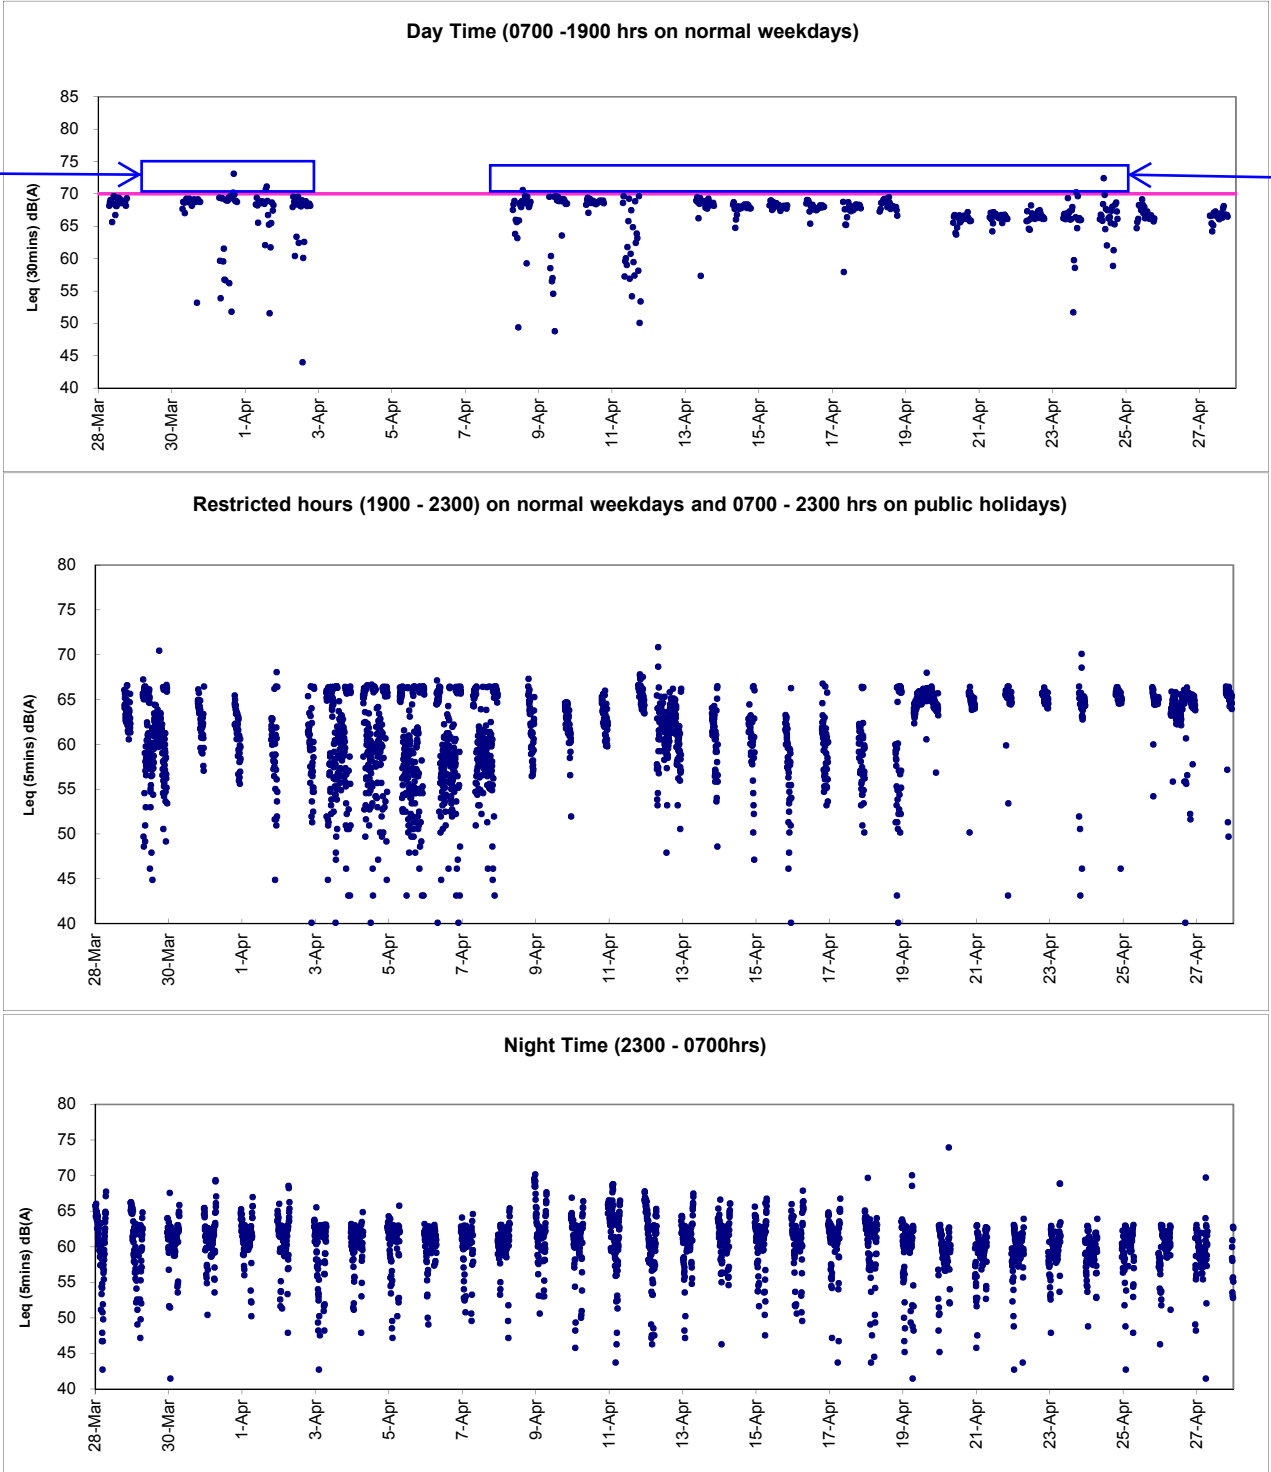 Day Time (0700 -1900 hrs on normal weekdays)
Leq (30mins) dB(A)
85
80
75
70
65
60
55
50
45
40
28-Mar
30-Mar
1-Apr
3-Apr
5-Apr
7-Apr
9-Apr
11-Apr
13-Apr
15-Apr
17-Apr
19-Apr
21-Apr
23-Apr
25-Apr
27-Apr
Restricted hours (1900 - 2300) on normal weekdays and 0700 - 2300 hrs on public holidays)
Leq (5mins) dB(A)
80
75
70
65
60
55
50
45
40
28-Mar
30-Mar
1-Apr
3-Apr
5-Apr
7-Apr
9-Apr
11-Apr
13-Apr
15-Apr
17-Apr
19-Apr
21-Apr
23-Apr
25-Apr
27-Apr
Night Time (2300 - 0700hrs)
Leq (5mins) dB(A)
80
75
70
65
60
55
50
45
40
28-Mar
30-Mar
1-Apr
3-Apr
5-Apr
7-Apr
9-Apr
11-Apr
13-Apr
15-Apr
17-Apr
19-Apr
21-Apr
23-Apr
25-Apr
27-Apr